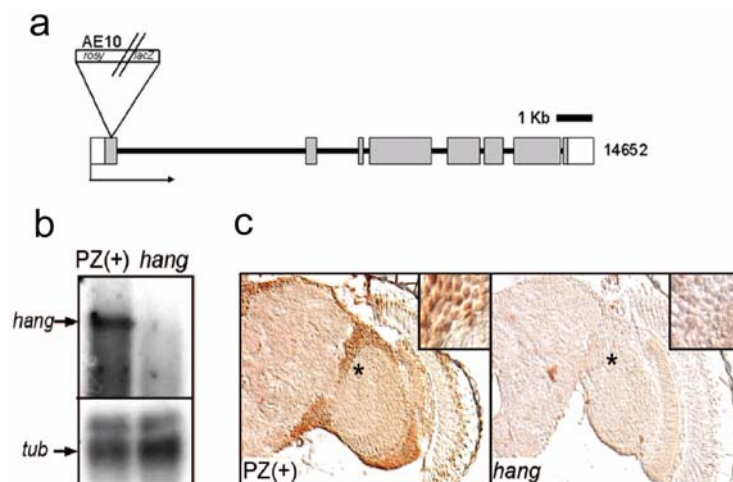 a
AE10
rosy lacZ
1 Kb
14652
b
PZ(+) hang
hang
tub
c
* *
PZ(+) hang